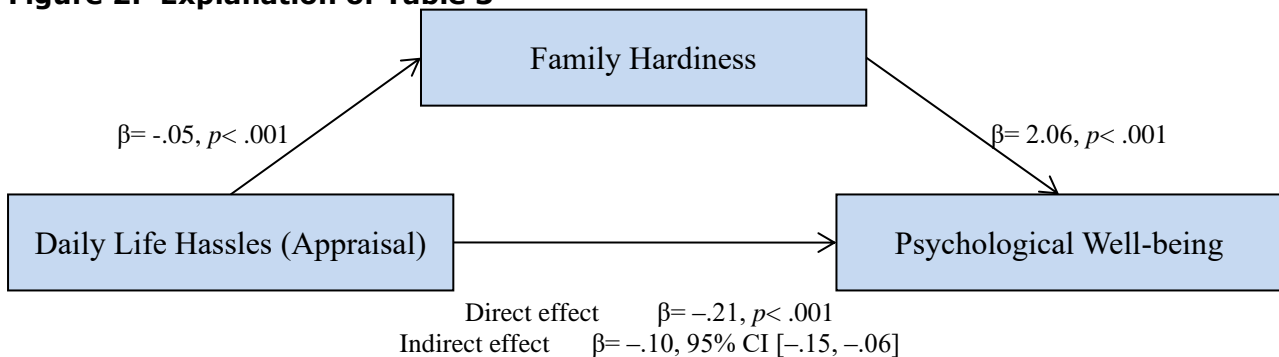 Figure 2: Explanation of Table 3
Family Hardiness
β= -.05, p< .001
β= 2.06, p< .001
Daily Life Hassles (Appraisal)
Psychological Well-being
Direct effect β= –.21, p< .001
Indirect effect β= –.10, 95% CI [–.15, –.06]